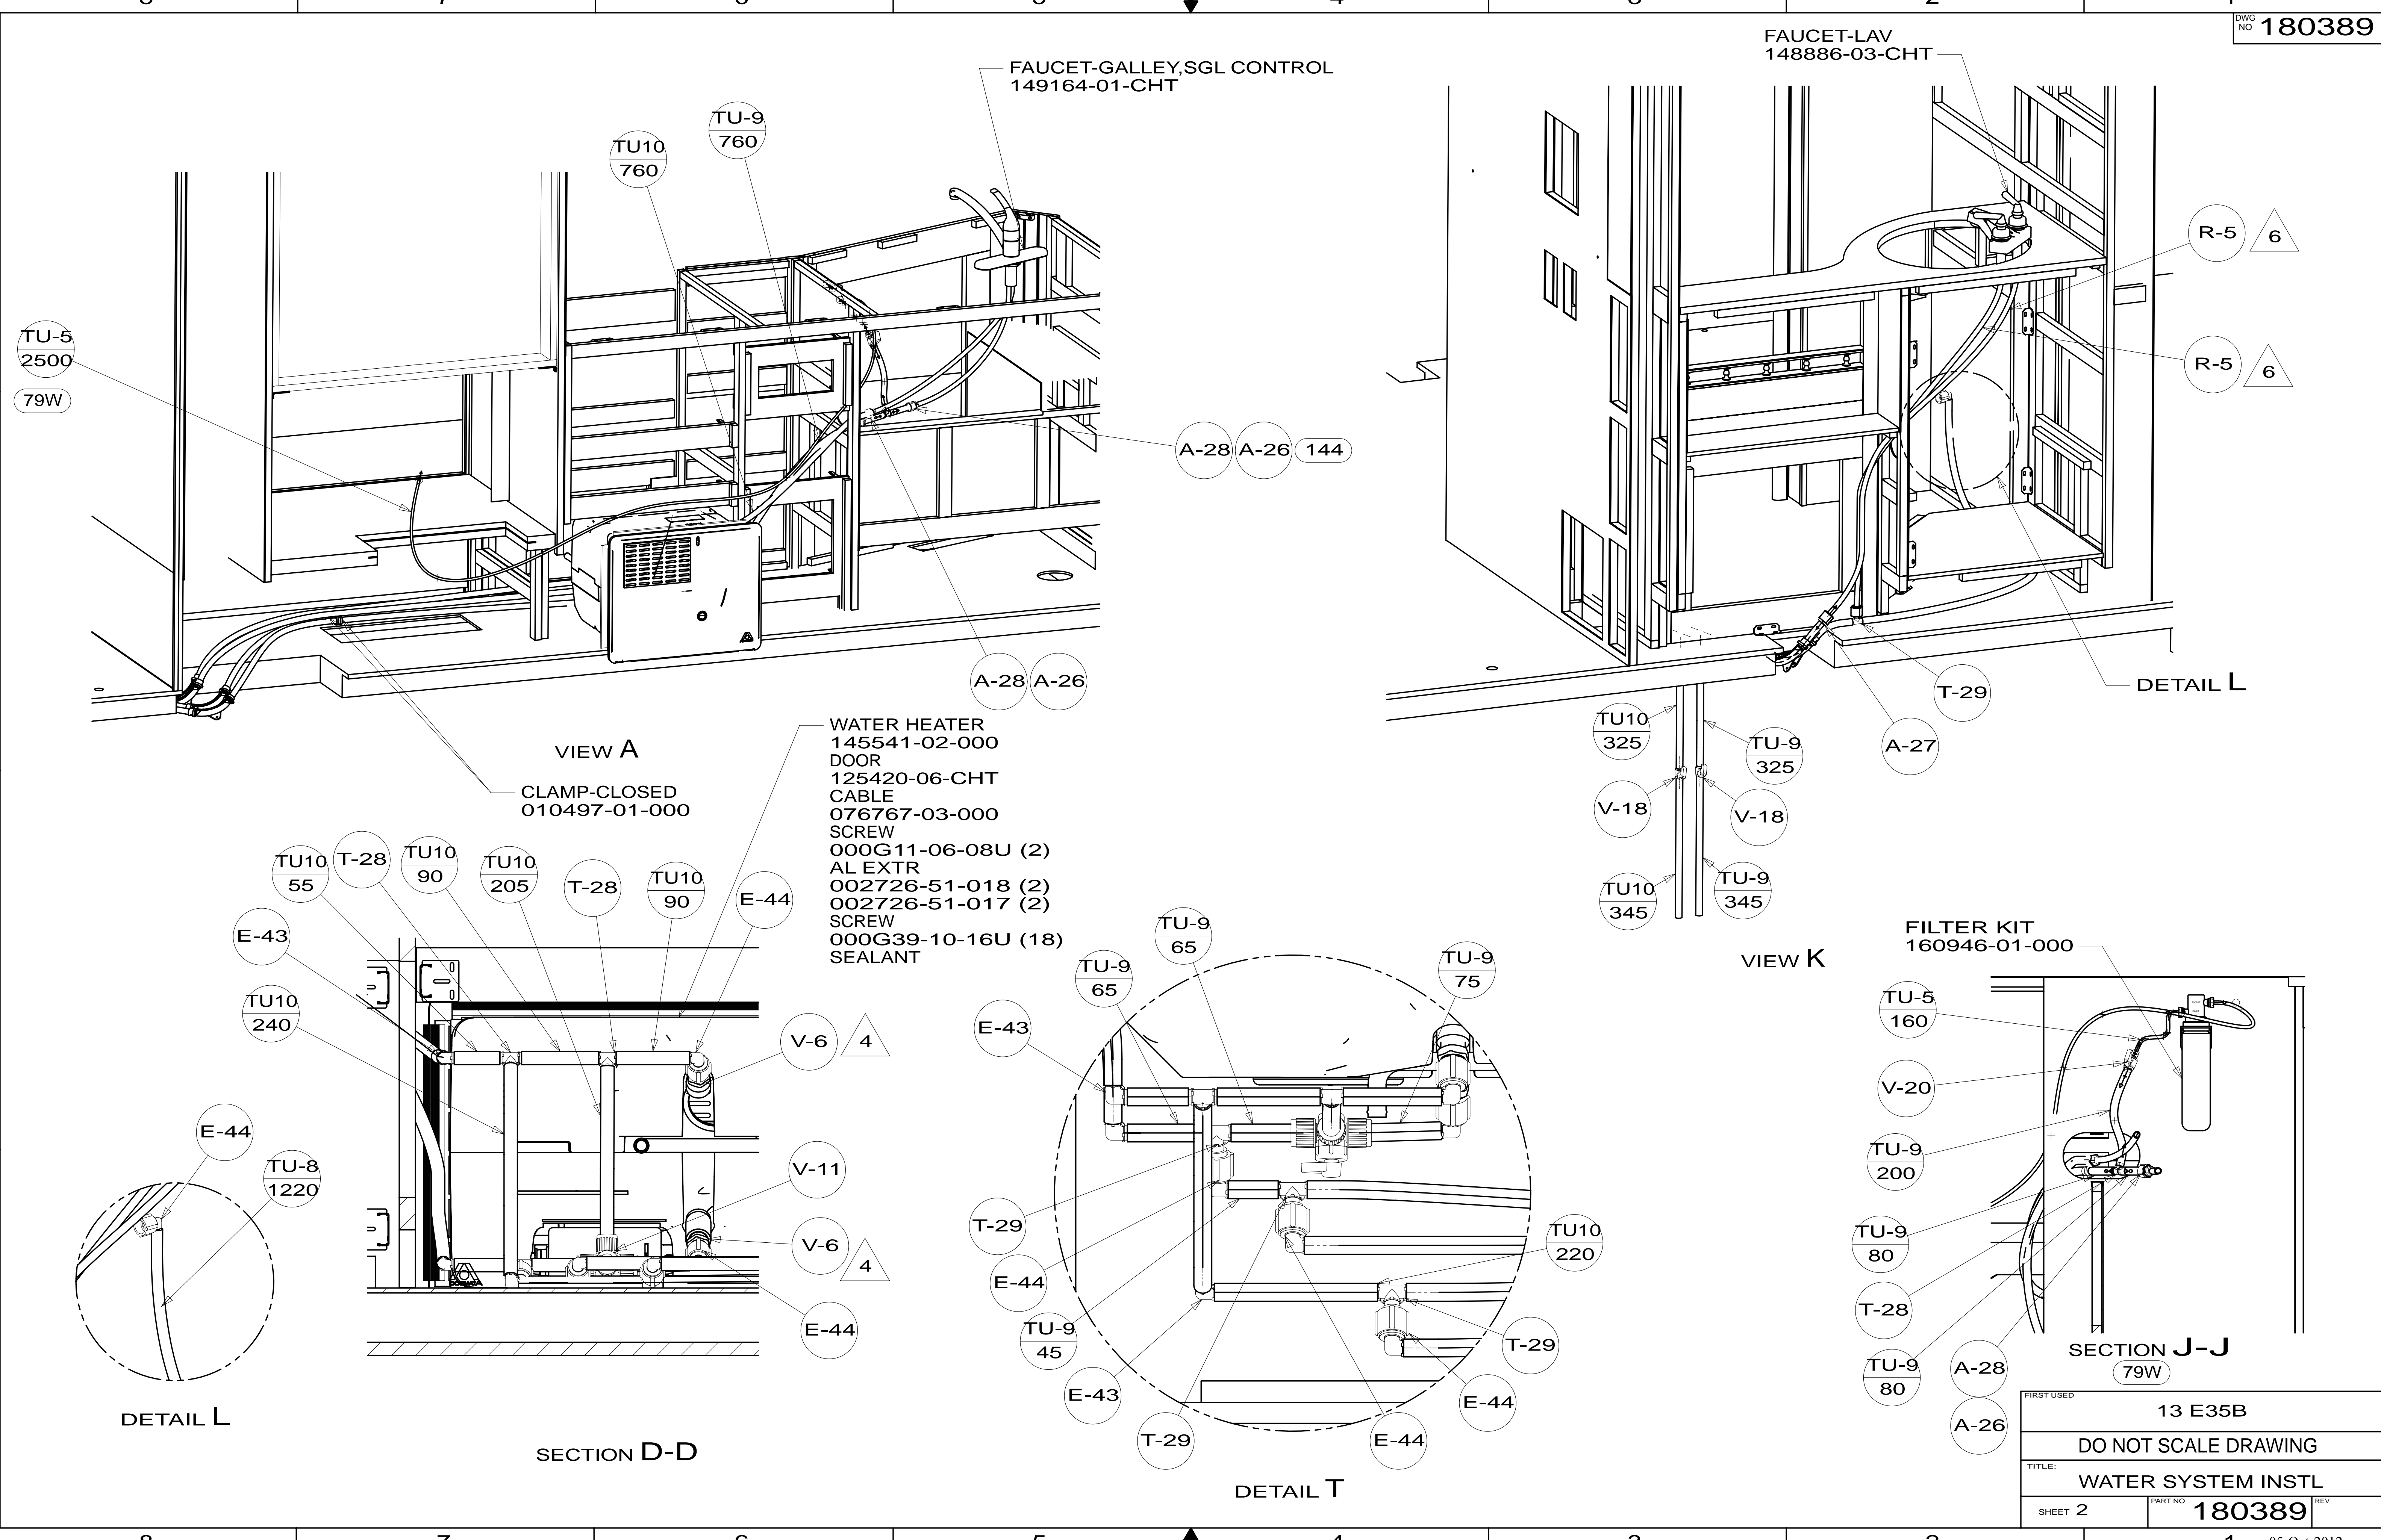 DWG
NO 180389
FAUCET-GALLEY,SGL CONTROL
149164-01-CHT
FAUCET-LAV
148886-03-CHT
TU-9
760
TU10
760
TU-5
2500
79W
A-28 A-26 144
A-28 A-26
VIEW A
CLAMP-CLOSED
010497-01-000
WATER HEATER
145541-02-000
DOOR
125420-06-CHT
CABLE
076767-03-000
SCREW
000G11-06-08U (2)
AL EXTR
002726-51-018 (2)
002726-51-017 (2)
SCREW
000G39-10-16U (18)
SEALANT
R-5 6
R-5 6
DETAIL L
T-29
A-27
TU10
325
TU-9
325
V-18
V-18
TU10
345
TU-9
345
VIEW K
TU10
55
T-28
TU10
90
TU10
205
T-28
TU10
90
E-44
E-43
TU10
240
V-6 4
V-11
V-6 4
E-44
SECTION D-D
E-44
TU-8
1220
DETAIL L
TU-9
65
TU-9
65
TU-9
75
E-43
T-29
E-44
TU-9
45
E-43
T-29
E-44
E-44
T-29
TU10
220
DETAIL T
FILTER KIT
160946-01-000
TU-5
160
V-20
TU-9
200
TU-9
80
T-28
TU-9
80
A-28
A-26
SECTION J-J
79W
FIRST USED
13 E35B
DO NOT SCALE DRAWING
TITLE:
WATER SYSTEM INSTL
SHEET 2
PART NO 180389
REV